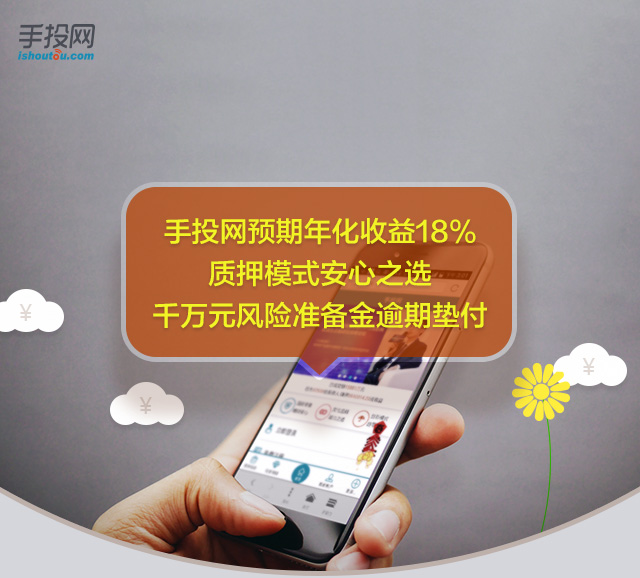 手投网
ishoutou.com
手投网预期年化收益18%
质押模式安心之选
千万元风险准备金逾期垫付
¥
¥
¥